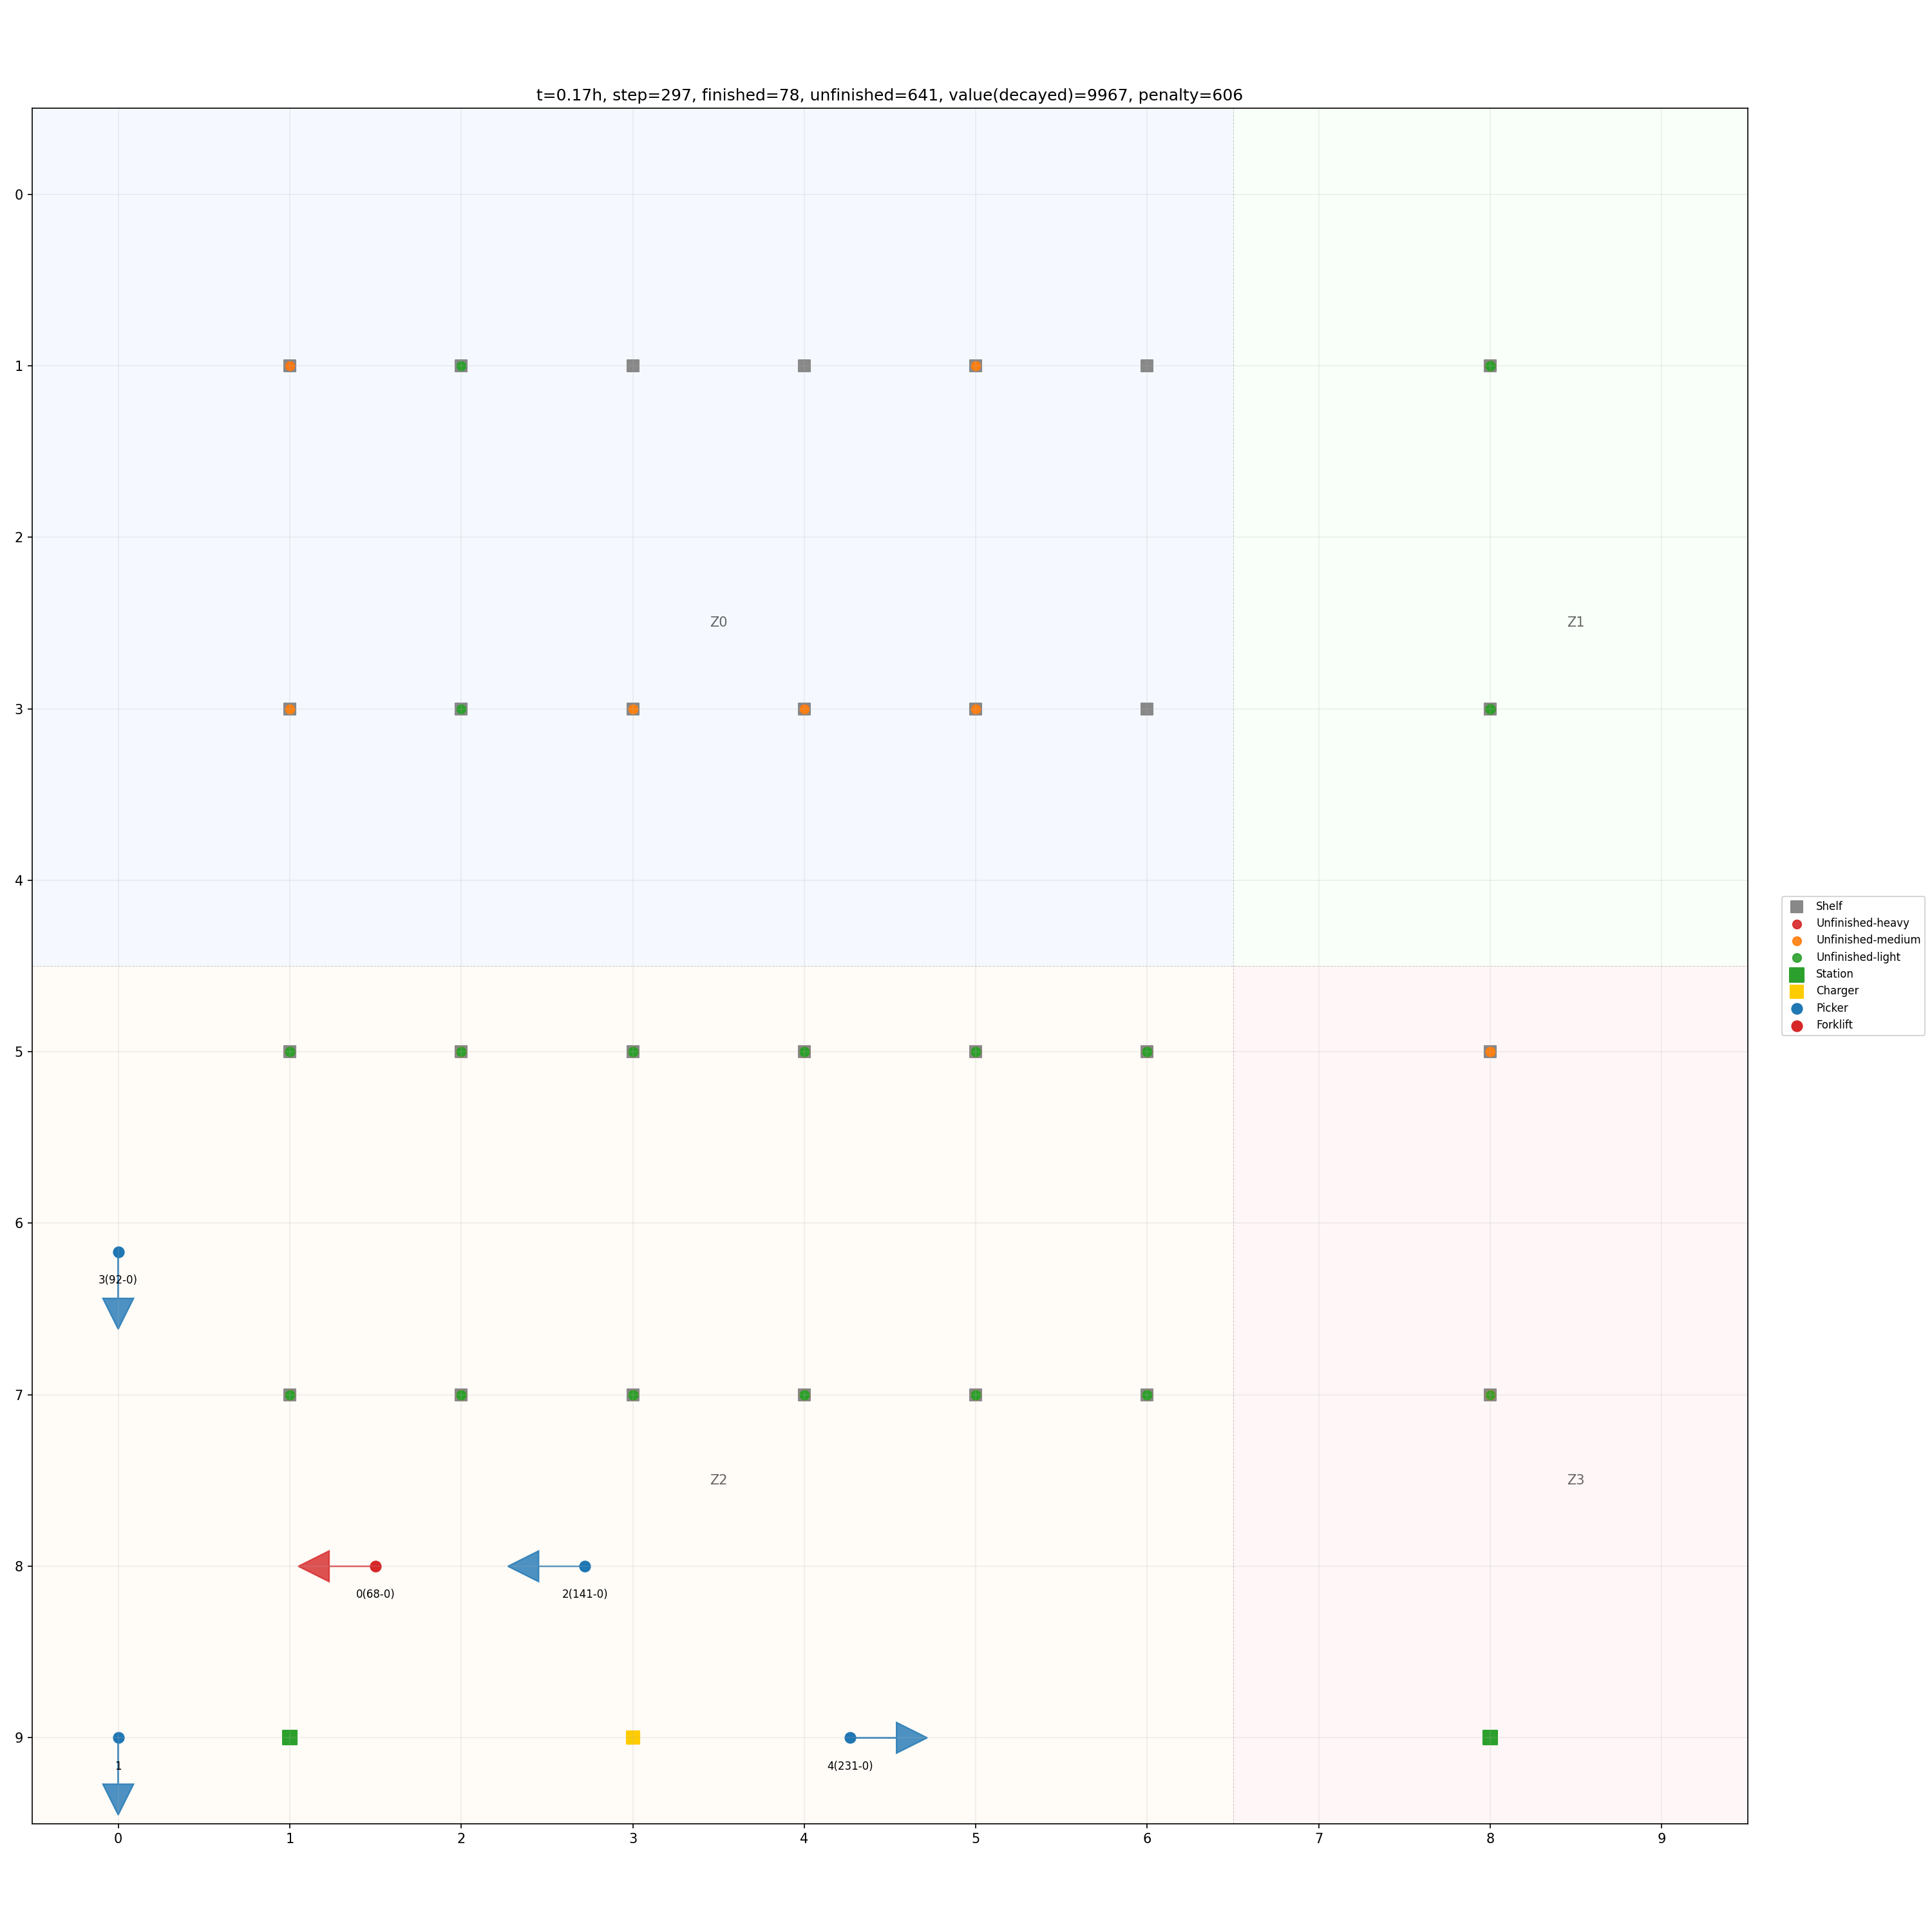 t=0.17h, step=297, finished=78, unfinished=641, value(decayed)=9967, penalty=606
0
1
2
3
4
5
6
7
8
9
Z0
Z1
Z2
Z3
3(92-0)
0(68-0)
2(141-0)
1
4(231-0)
0 1 2 3 4 5 6 7 8 9
Shelf
Unfinished-heavy
Unfinished-medium
Unfinished-light
Station
Charger
Picker
Forklift